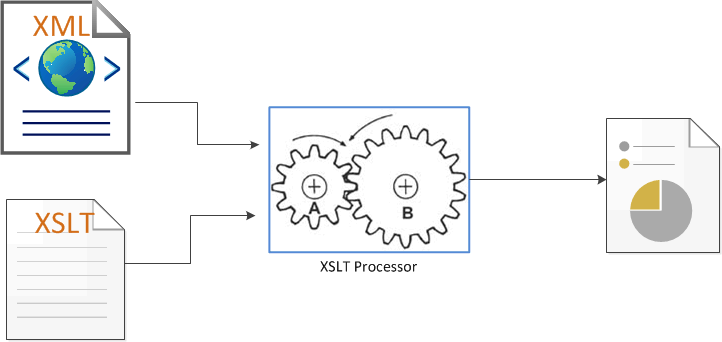 XML
XSLT
A
B
XSLT Processor